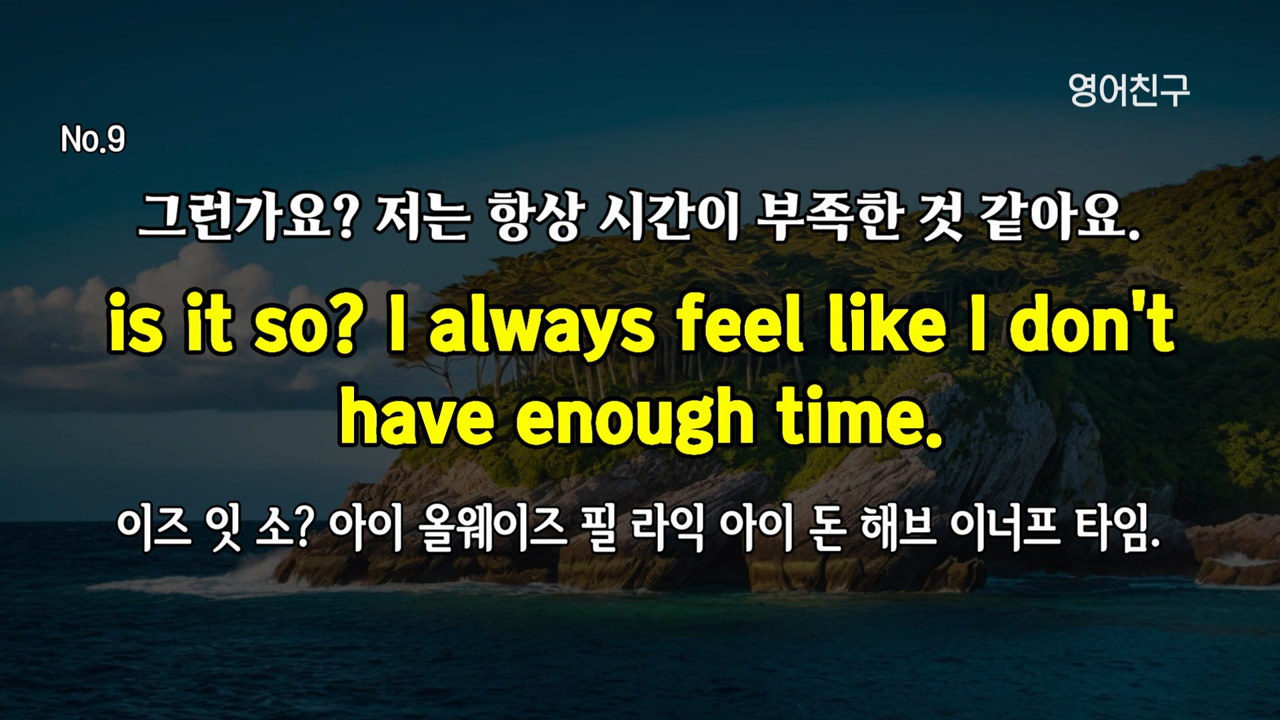 영어친구
No.9
그런가요? 저는 항상 시간이 부족한 것 같아요.
is it so? I always feel like I don't
have enough time.
이즈 잇 소? 아이 올웨이즈 필 라익 아이 돈 해브 이너프 타임.